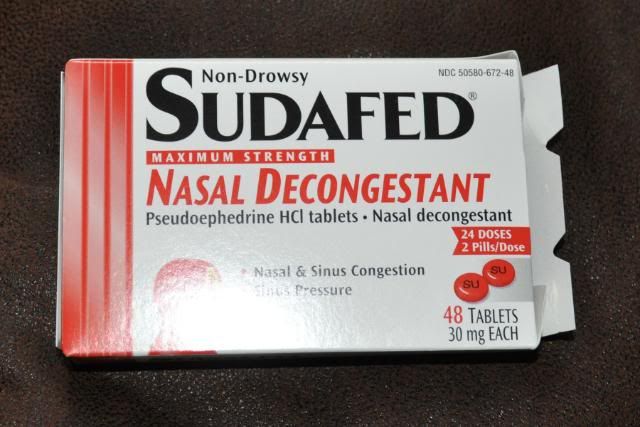 Non-Drowsy
NDC 50580-672-48
SUDAFED®
MAXIMUM STRENGTH
NASAL DECONGESTANT
Pseudoephedrine HCl tablets • Nasal decongestant
24 DOSES
2 Pills/Dose
• Nasal & Sinus Congestion
Sinus Pressure
SU SU
48 TABLETS
30 mg EACH